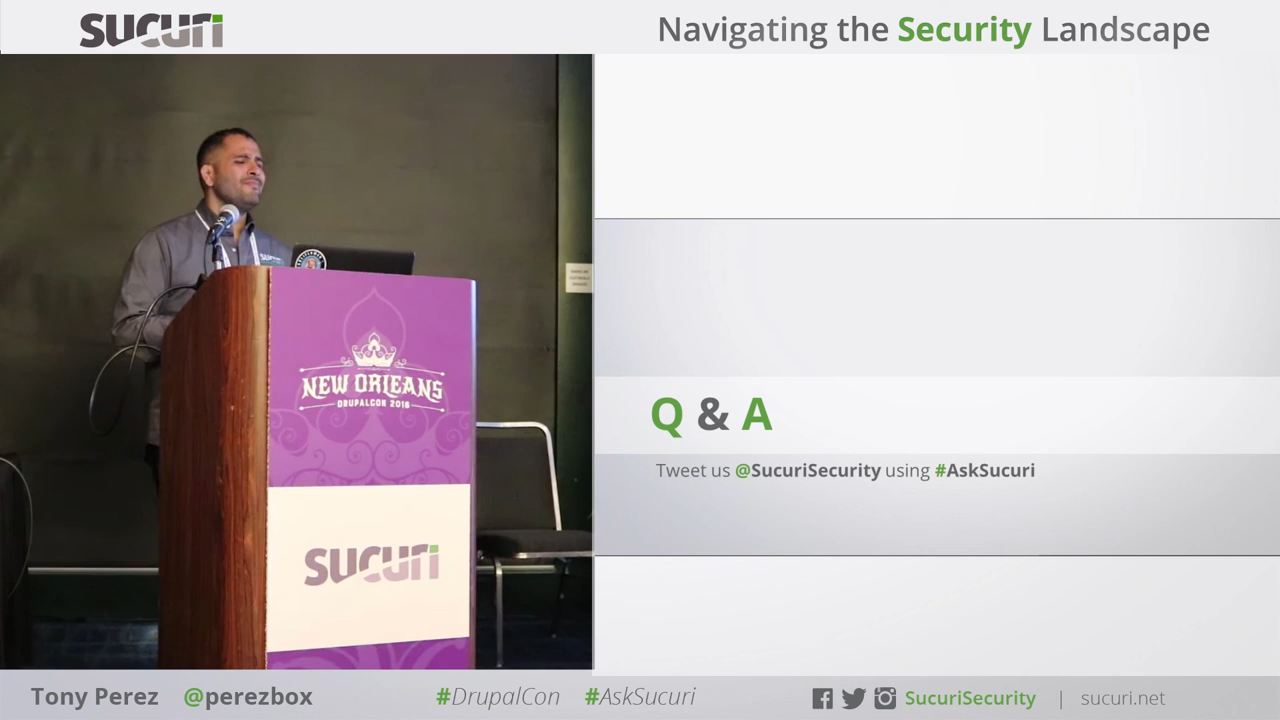 sucuri
Navigating the Security Landscape
SUCURI
NEW ORLEANS
DRUPALCON 2016
sucuri
Q & A
Tweet us @SucuriSecurity using #AskSucuri
Tony Perez @perezbox #DrupalCon #AskSucuri SucuriSecurity | sucuri.net